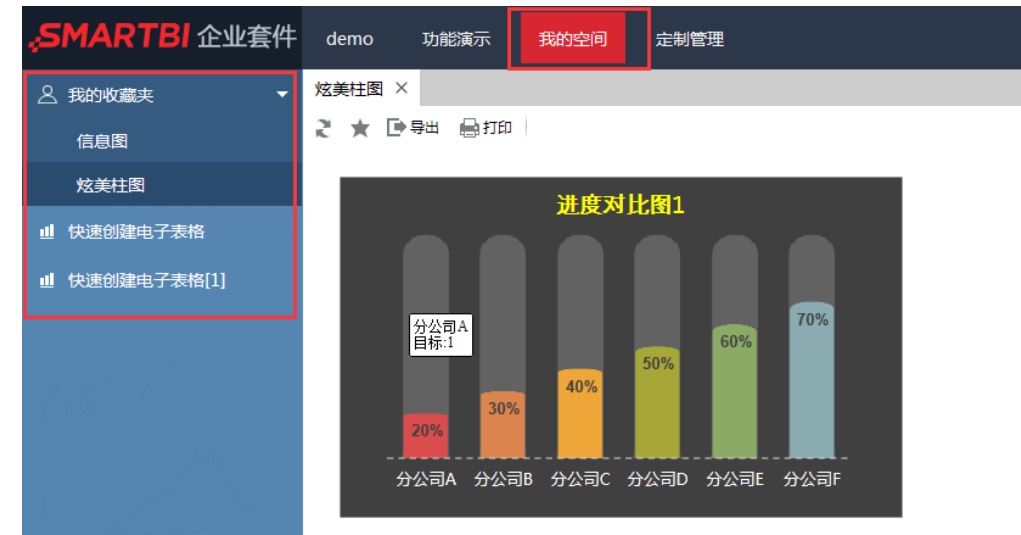 SMARTBI 企业套件
demo 功能演示 我的空间 定制管理
我的收藏夹
信息图
炫美柱图
快速创建电子表格
快速创建电子表格[1]
炫美柱图 ×
导出 打印
进度对比图1
分公司A
目标:1
20% 30% 40% 50% 60% 70%
分公司A 分公司B 分公司C 分公司D 分公司E 分公司F